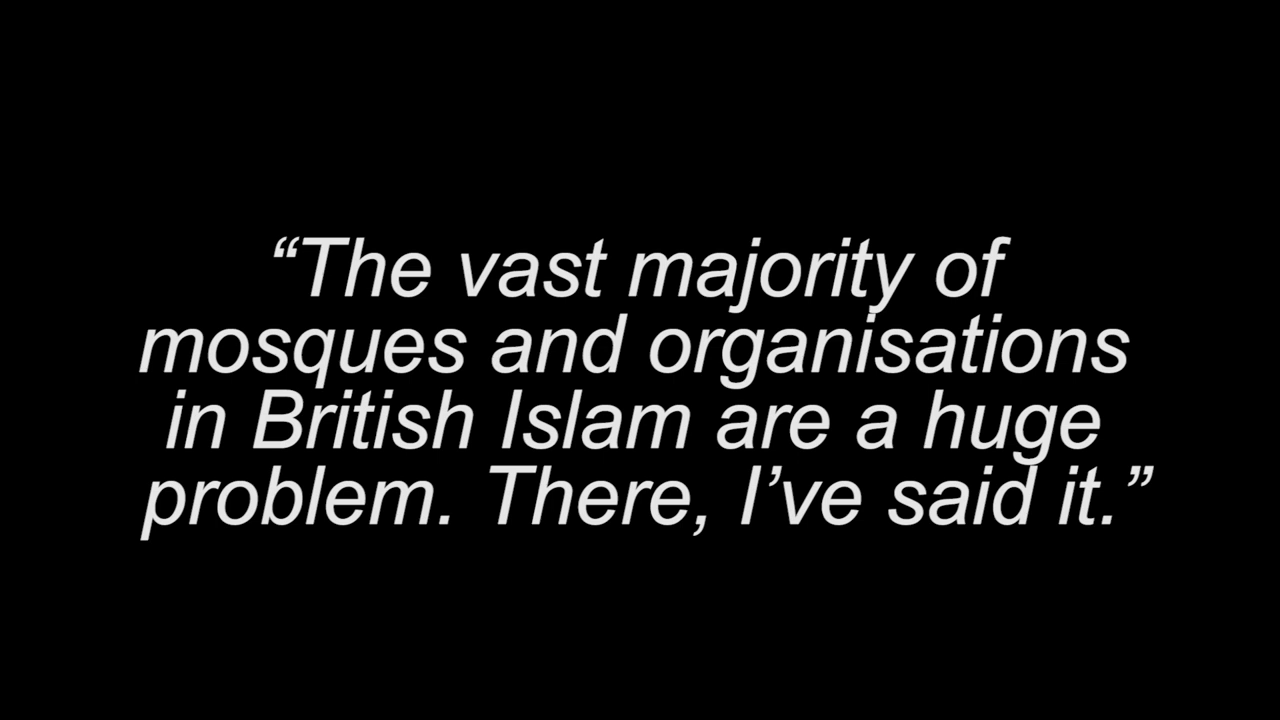 “The vast majority of
mosques and organisations
in British Islam are a huge
problem. There, I’ve said it.”